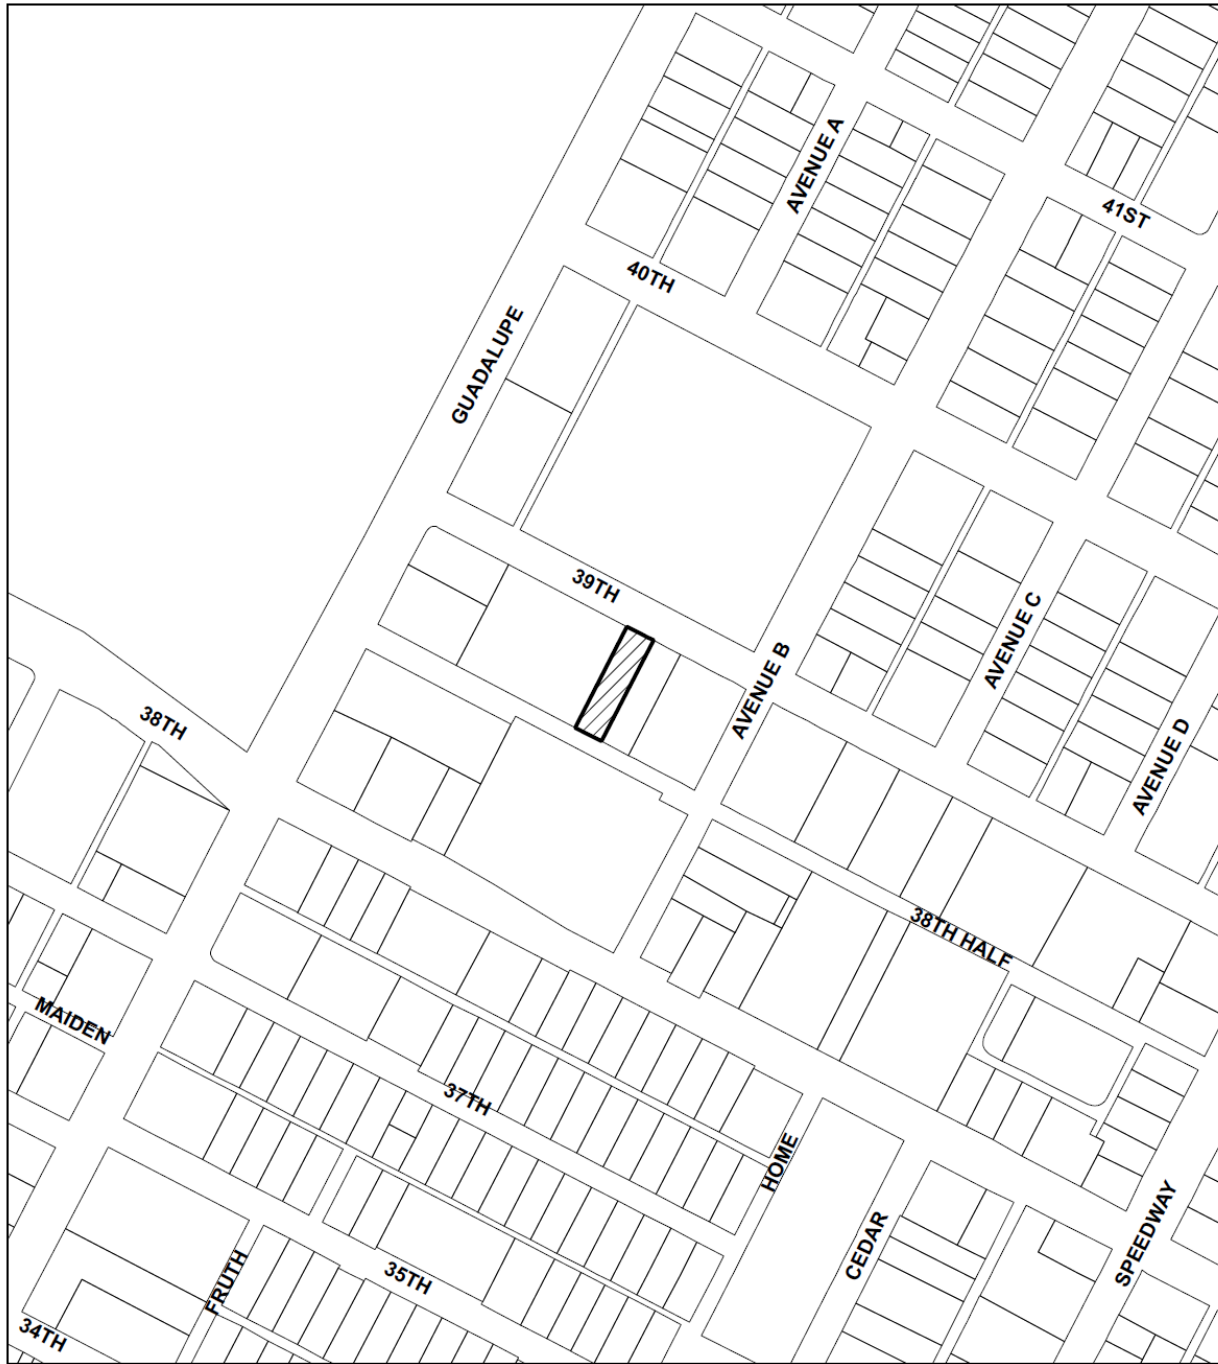 AVENUE A
41ST
40TH
GUADALUPE
39TH
AVENUE C
AVENUE B
38TH
AVENUE D
38TH HALF
MAIDEN
37TH
HOME
SPEEDWAY
CEDAR
FRUTH
35TH
34TH